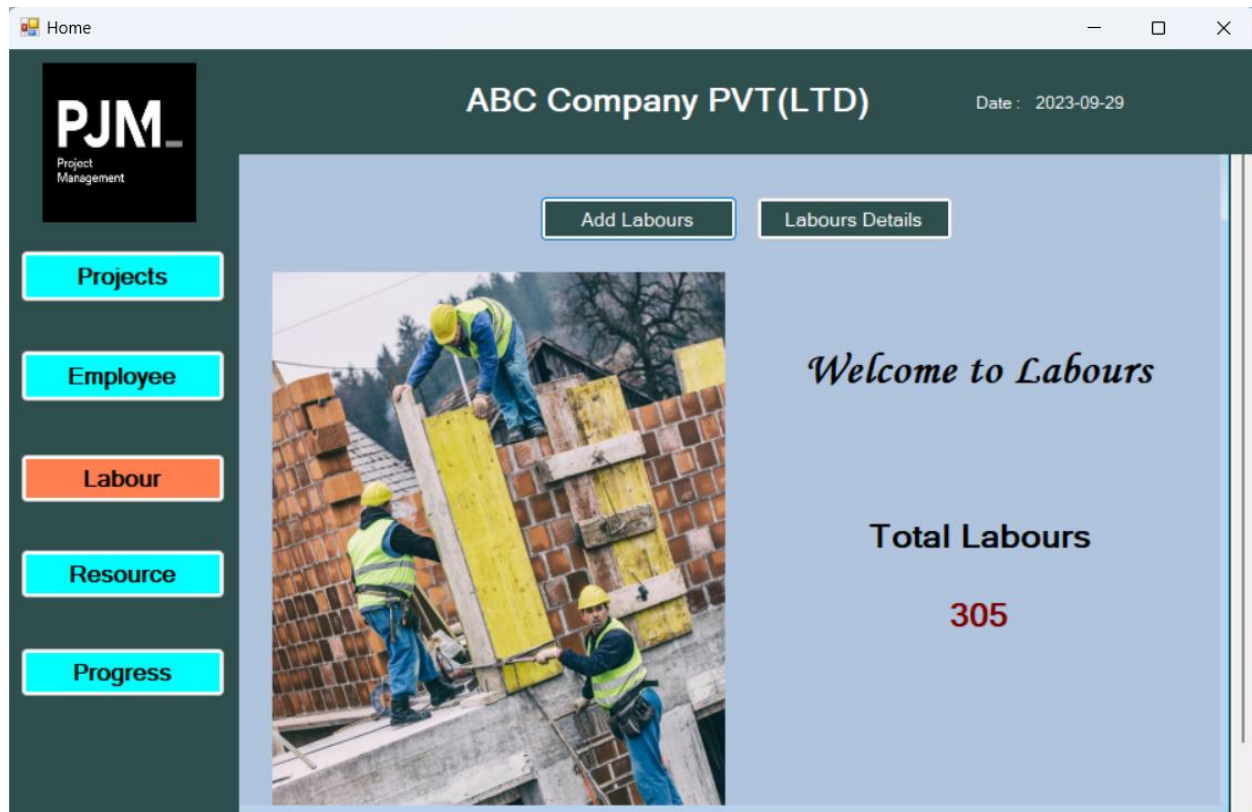 Home
PJM_
Project
Management
ABC Company PVT(LTD)
Date : 2023-09-29
Add Labours
Labours Details
Projects
Employee
Labour
Resource
Progress
Welcome to Labours
Total Labours
305